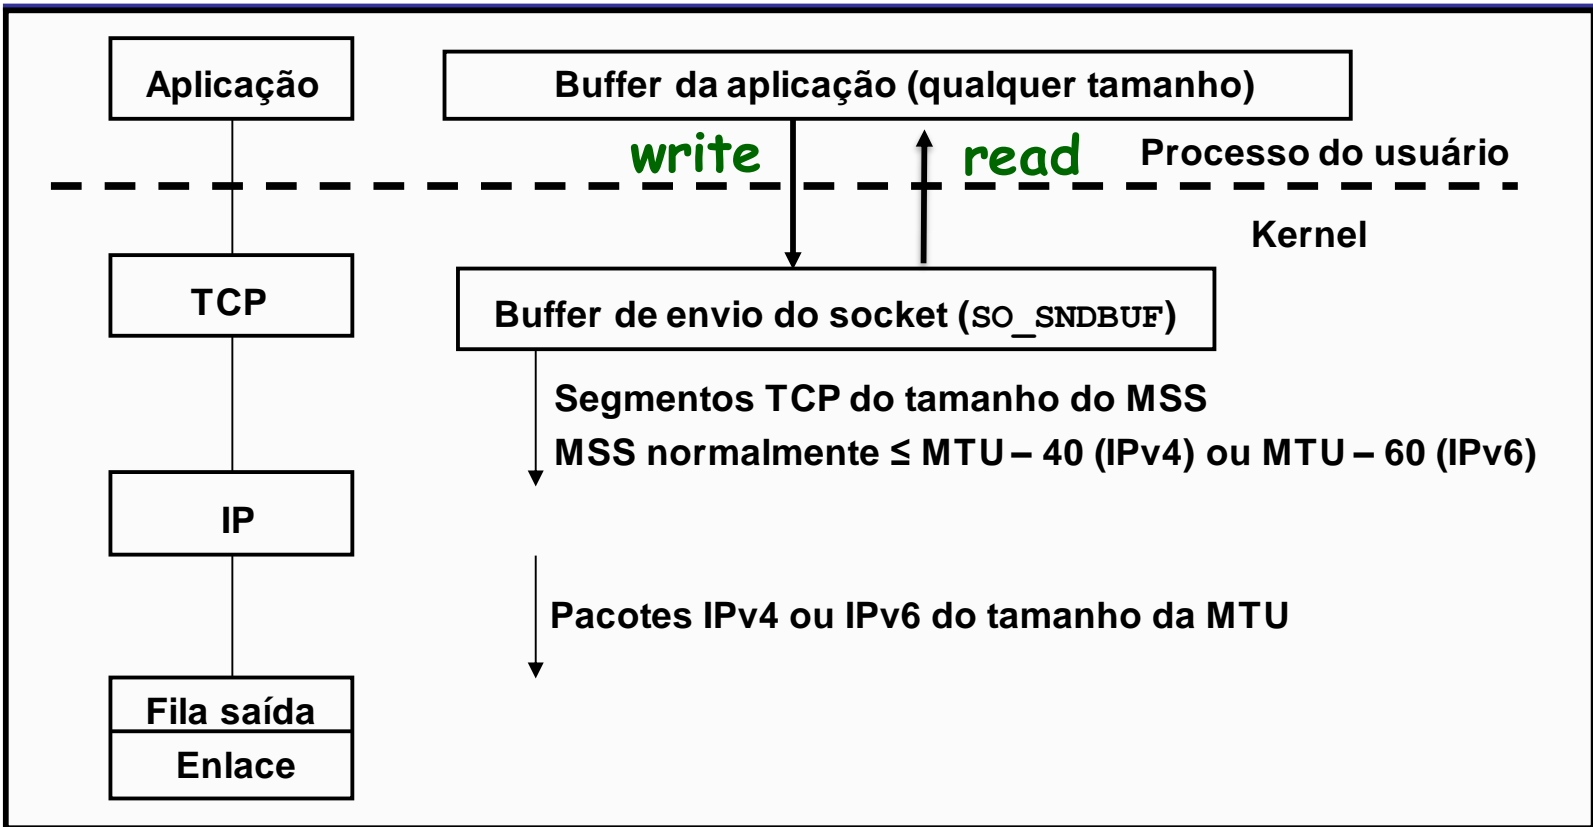 Aplicação
Buffer da aplicação (qualquer tamanho)
write
read
Processo do usuário
Kernel
TCP
Buffer de envio do socket (SO_SNDBUF)
Segmentos TCP do tamanho do MSS
MSS normalmente ≤ MTU – 40 (IPv4) ou MTU – 60 (IPv6)
IP
Pacotes IPv4 ou IPv6 do tamanho da MTU
Fila saída
Enlace